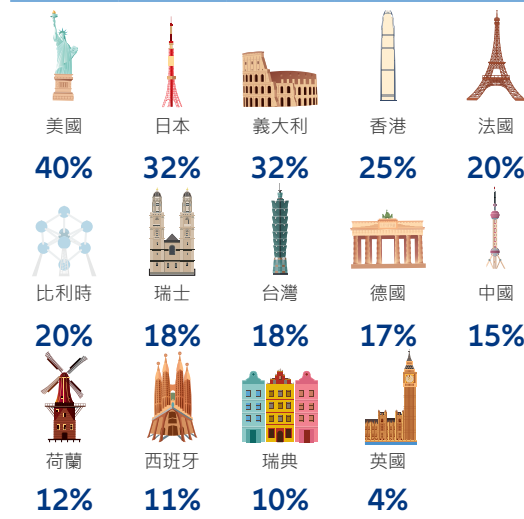 美國 日本 義大利 香港 法國
40% 32% 32% 25% 20%
比利時 瑞士 台灣 德國 中國
20% 18% 18% 17% 15%
荷蘭 西班牙 瑞典 英國
12% 11% 10% 4%